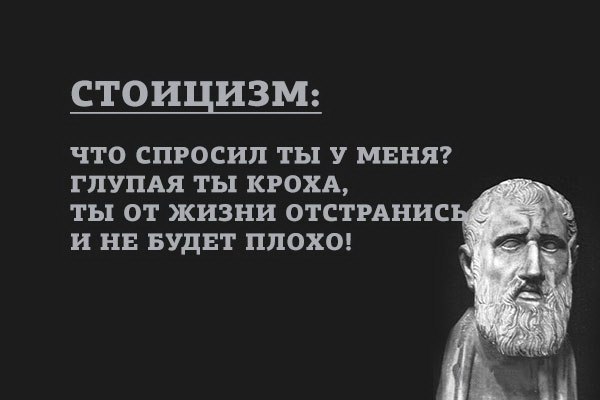 СТОИЦИЗМ:
ЧТО СПРОСИЛ ТЫ У МЕНЯ?
ГЛУПАЯ ТЫ КРОХА,
ТЫ ОТ ЖИЗНИ ОТСТРАНИСЬ
И НЕ БУДЕТ ПЛОХО!